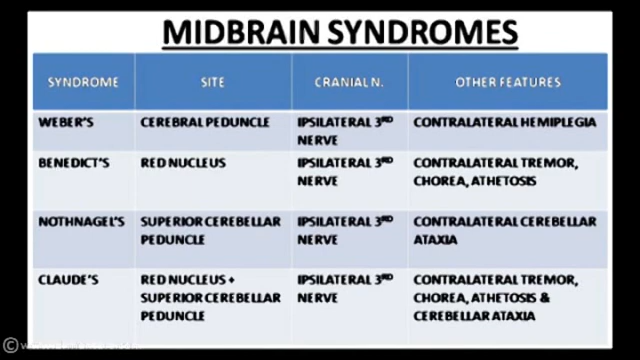 MIDBRAIN SYNDROMES
SYNDROME SITE CRANIAL N. OTHER FEATURES
WEBER'S CEREBRAL PEDUNCLE IPSILATERAL 3RD CONTRALATERAL HEMIPLEGIA
NERVE
BENEDICT'S RED NUCLEUS IPSILATERAL 3RD CONTRALATERAL TREMOR,
NERVE CHOREA, ATHETOSIS
NOTHNAGEL'S SUPERIOR CEREBELLAR IPSILATERAL 3RD CONTRALATERAL CEREBELLAR
PEDUNCLE NERVE ATAXIA
CLAUDE'S RED NUCLEUS + IPSILATERAL 3RD CONTRALATERAL TREMOR,
SUPERIOR CEREBELLAR NERVE CHOREA, ATHETOSIS &
PEDUNCLE CEREBELLAR ATAXIA
©